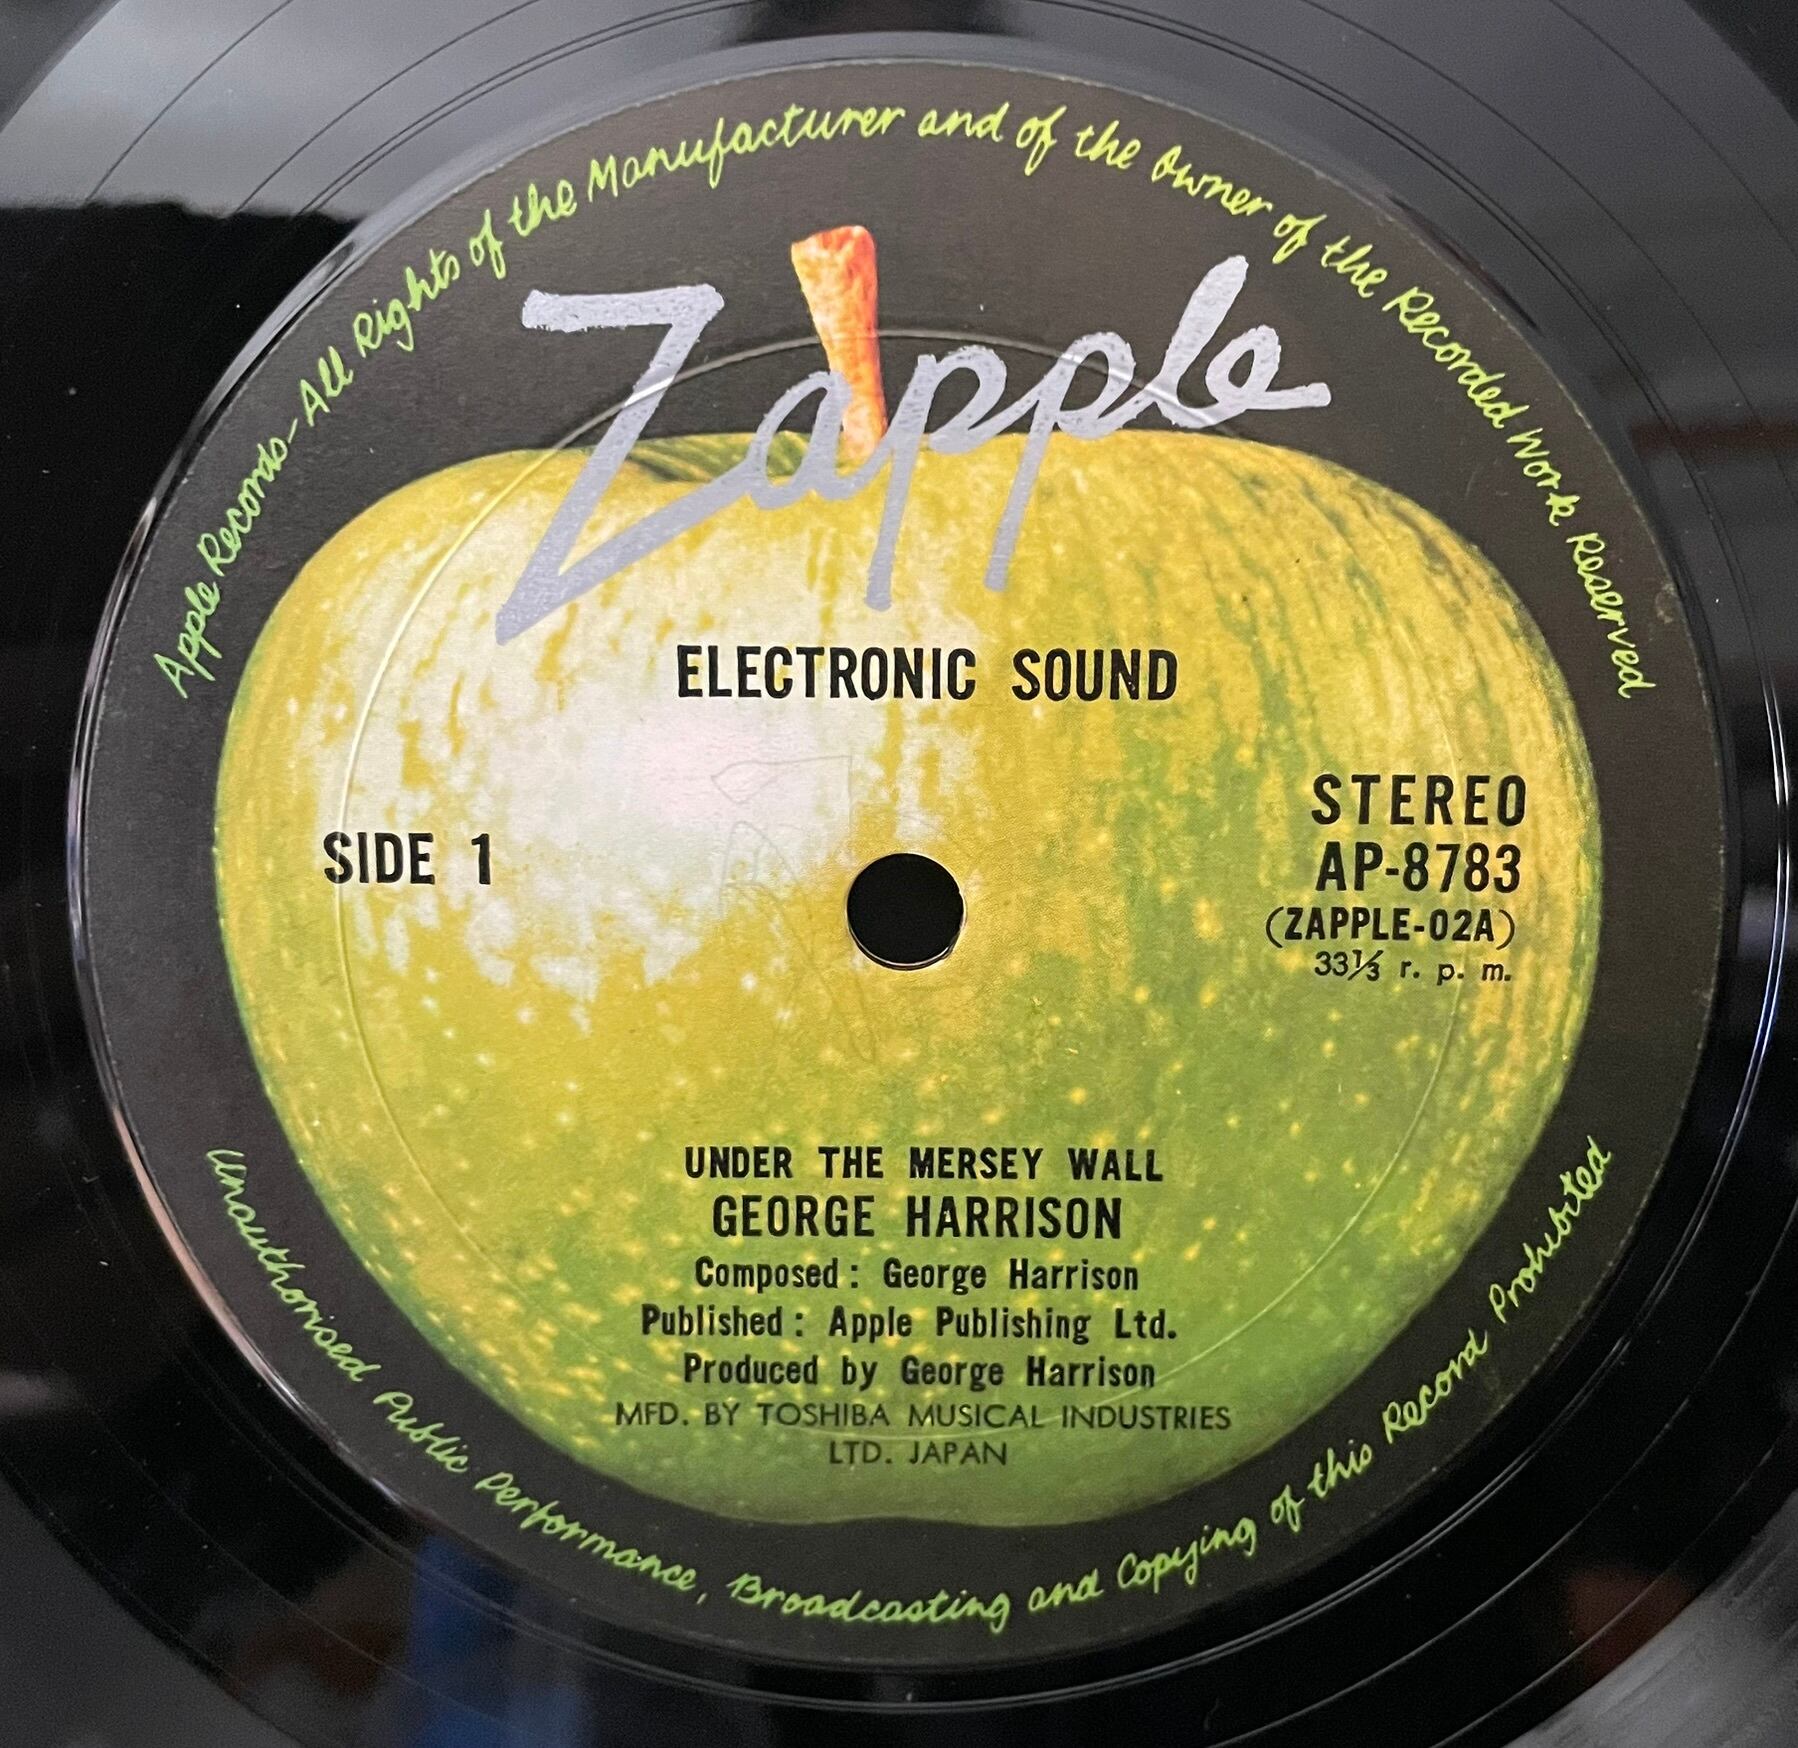 Apple Records-All Rights of the Manufacturer and of the Owner of the Recorded Work Reserved
Zapple
ELECTRONIC SOUND
SIDE 1
STEREO
AP-8783
(ZAPPLE-02A)
33⅓ r. p. m.
UNDER THE MERSEY WALL
GEORGE HARRISON
Composed : George Harrison
Published : Apple Publishing Ltd.
Produced by George Harrison
MFD. BY TOSHIBA MUSICAL INDUSTRIES
LTD. JAPAN
Unauthorised Public Performance, Broadcasting and Copying of this Record Prohibited